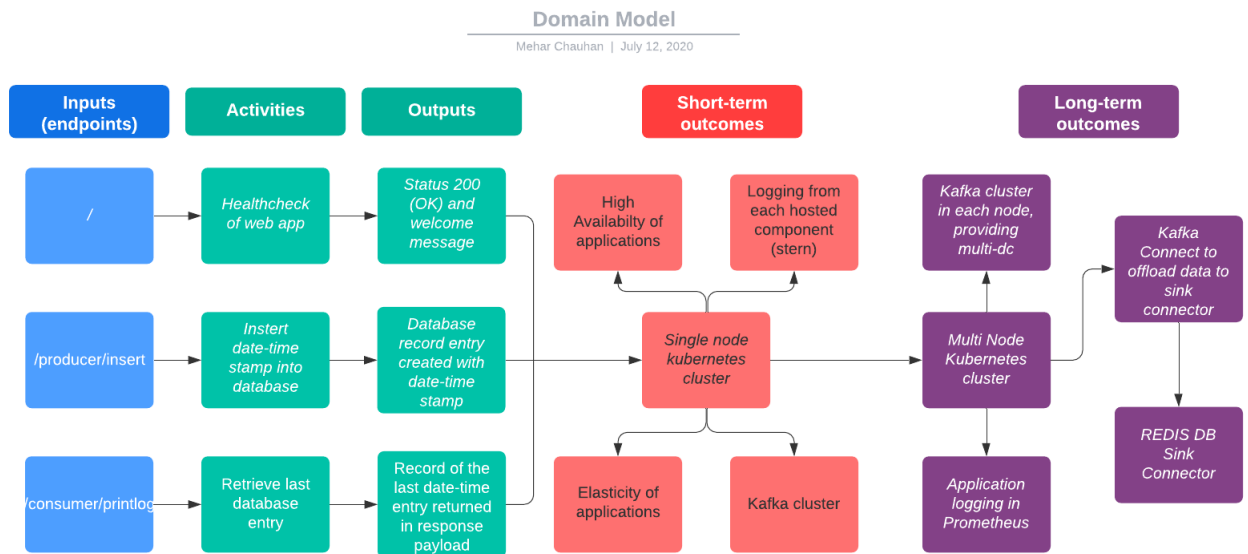 Domain Model
Mehar Chauhan | July 12, 2020
Inputs
(endpoints)
Activities
Outputs
Short-term
outcomes
Long-term
outcomes
/
Healthcheck
of web app
Status 200
(OK) and
welcome
message
High
Availabilty of
applications
Logging from
each hosted
component
(stern)
Kafka cluster
in each node,
providing
multi-dc
Kafka
Connect to
offload data to
sink
connector
/producer/insert
Instert
date-time
stamp into
database
Database
record entry
created with
date-time
stamp
Single node
kubernetes
cluster
Multi Node
Kubernetes
cluster
REDIS DB
Sink
Connector
/consumer/printlog
Retrieve last
database
entry
Record of the
last date-time
entry returned
in response
payload
Elasticity of
applications
Kafka cluster
Application
logging in
Prometheus